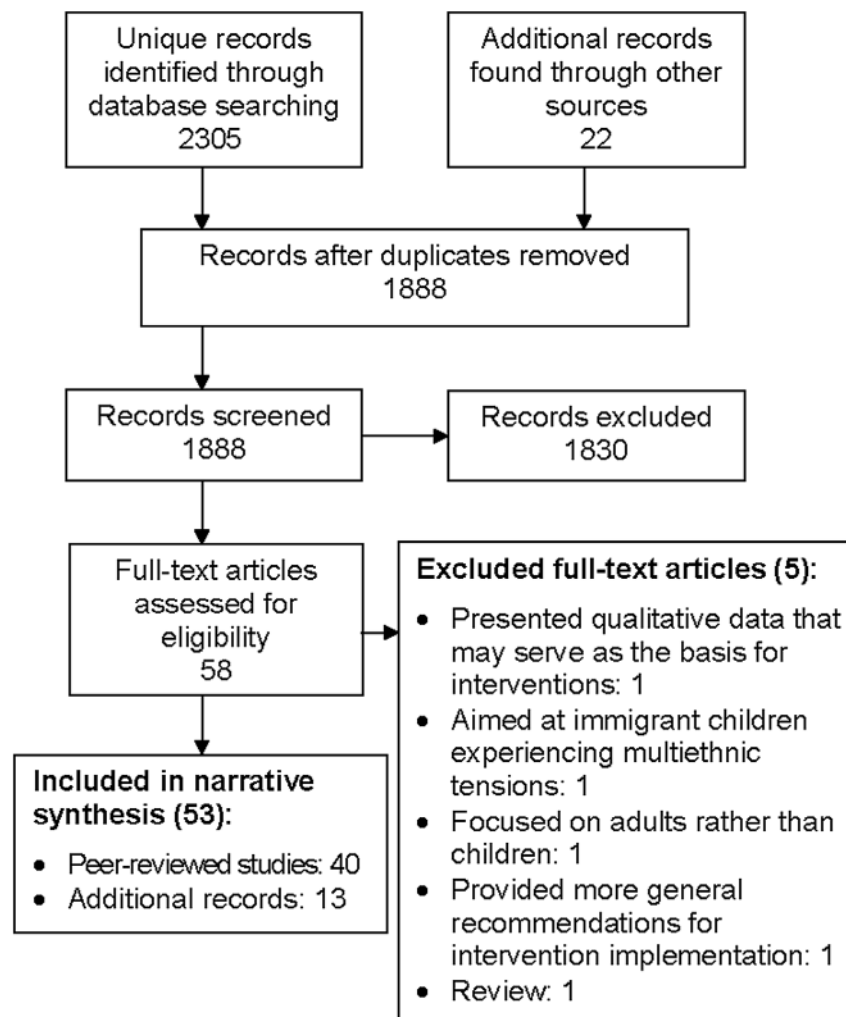 Unique records
identified through
database searching
2305
Additional records
found through other
sources
22
Records after duplicates removed
1888
Records screened
1888
Records excluded
1830
Full-text articles
assessed for
eligibility
58
Excluded full-text articles (5):
• Presented qualitative data that
may serve as the basis for
interventions: 1
• Aimed at immigrant children
experiencing multiethnic
tensions: 1
• Focused on adults rather than
children: 1
• Provided more general
recommendations for
intervention implementation: 1
• Review: 1
Included in narrative
synthesis (53):
• Peer-reviewed studies: 40
• Additional records: 13